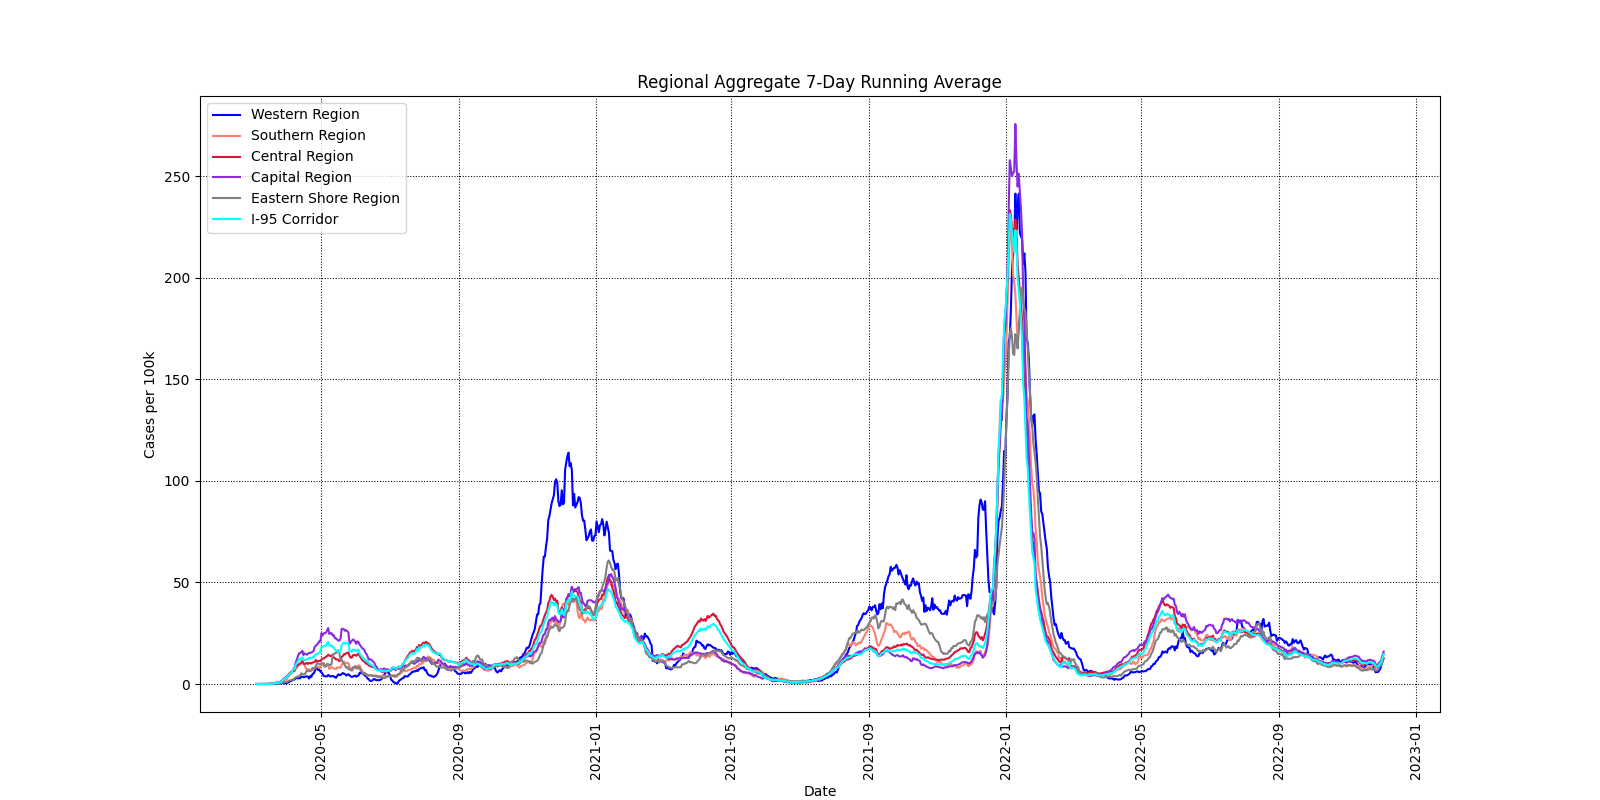 Regional Aggregate 7-Day Running Average
Western Region
Southern Region
Central Region
Capital Region
Eastern Shore Region
I-95 Corridor
Cases per 100k
250
200
150
100
50
0
2020-05
2020-09
2021-01
2021-05
2021-09
2022-01
2022-05
2022-09
2023-01
Date